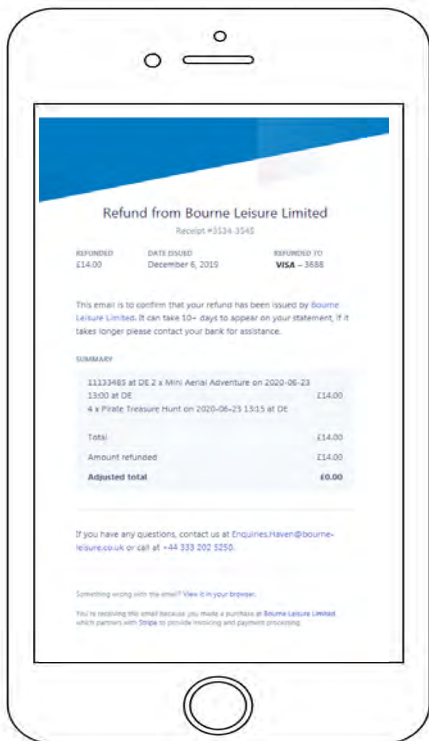 Refund from Bourne Leisure Limited
Receipt #3534-3545
REFUNDED DATE ISSUED REFUNDED TO
£14.00 December 6, 2019 VISA – 3688
This email is to confirm that your refund has been issued by Bourne
Leisure Limited. It can take 10+ days to appear on your statement, if it
takes longer please contact your bank for assistance.
SUMMARY
11133485 at DE 2 x Mini Aerial Adventure on 2020-06-23
13:00 at DE £14.00
4 x Pirate Treasure Hunt on 2020-06-23 13:15 at DE
Total £14.00
Amount refunded £14.00
Adjusted total £0.00
If you have any questions, contact us at Enquiries.Haven@bourne-
leisure.co.uk or call at +44 333 202 5250.
Something wrong with the email? View it in your browser.
You're receiving this email because you made a purchase at Bourne Leisure Limited,
which partners with Stripe to provide invoicing and payment processing.